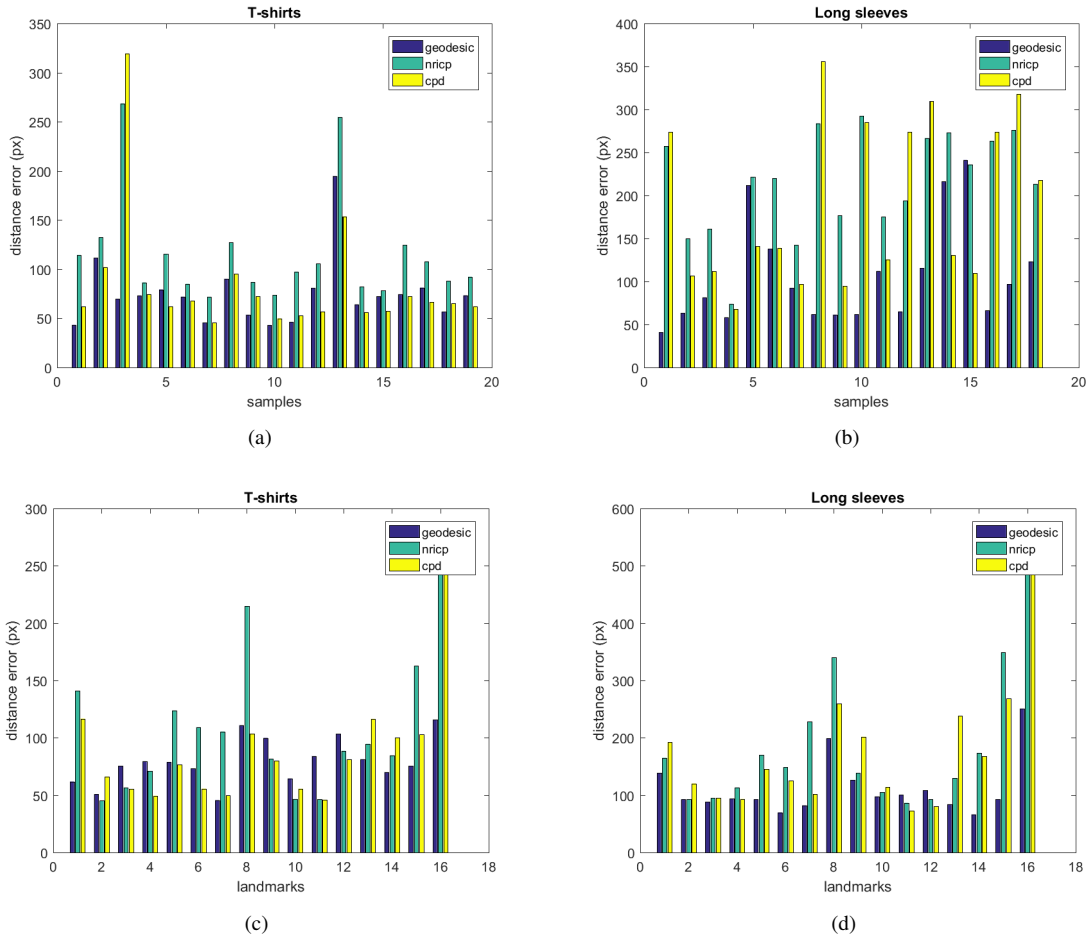 T-shirts
350
300
250
200
150
100
50
0
distance error (px)
geodesic
nricp
cpd
0 5 10 15 20
samples
(a)
Long sleeves
400
350
300
250
200
150
100
50
0
distance error (px)
geodesic
nricp
cpd
0 5 10 15 20
samples
(b)
T-shirts
300
250
200
150
100
50
0
distance error (px)
geodesic
nricp
cpd
0 2 4 6 8 10 12 14 16 18
landmarks
(c)
Long sleeves
600
500
400
300
200
100
0
distance error (px)
geodesic
nricp
cpd
0 2 4 6 8 10 12 14 16 18
landmarks
(d)